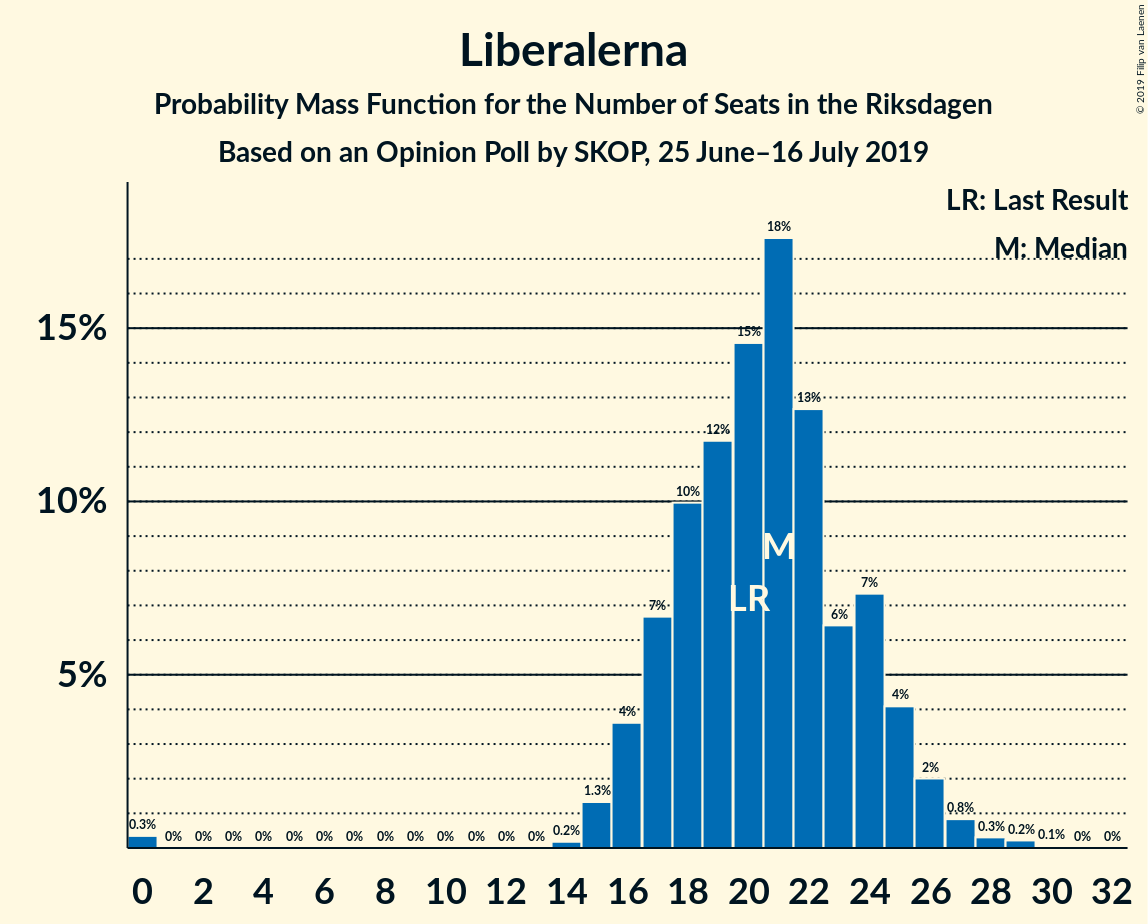 Liberalerna
Probability Mass Function for the Number of Seats in the Riksdagen
Based on an Opinion Poll by SKOP, 25 June–16 July 2019
© 2019 Filip van Laenen
LR: Last Result
M: Median
15%
10%
5%
0.3% 0% 0% 0% 0% 0% 0% 0% 0% 0% 0% 0% 0% 0% 0.2% 1.3% 4% 7% 10% 12% 15% 18% 13% 6% 7% 4% 2% 0.8% 0.3% 0.2% 0.1% 0% 0%
M
LR
0 2 4 6 8 10 12 14 16 18 20 22 24 26 28 30 32